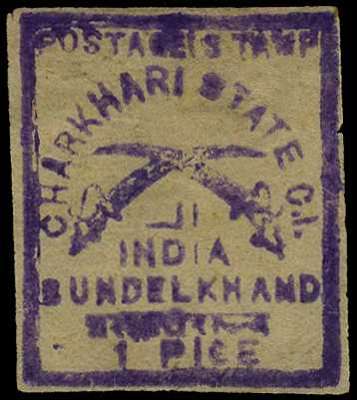 POSTAGE STAMP
CHARKHARI STATE C.I.
INDIA
BUNDELKHAND
1 PICE